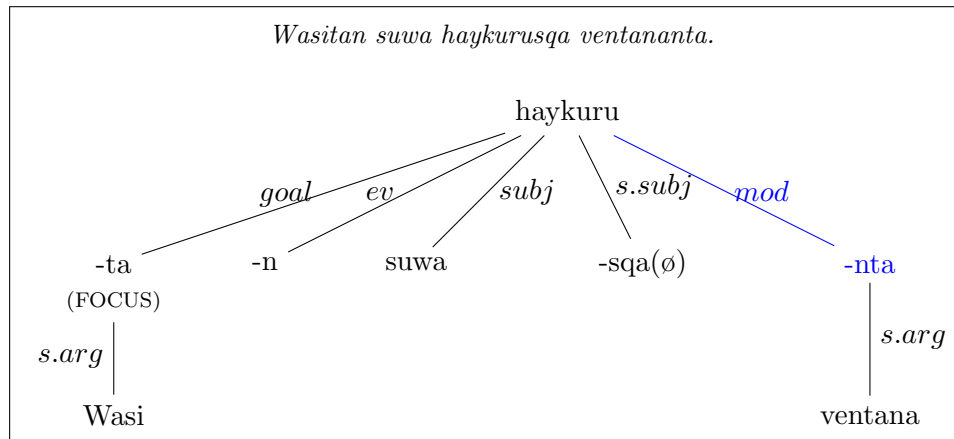 Wasitan suwa haykurusqa ventananta.
haykuru
goal ev subj s.subj mod
-ta -n suwa -sqa(ø) -nta
(FOCUS)
s.arg s.arg
Wasi ventana